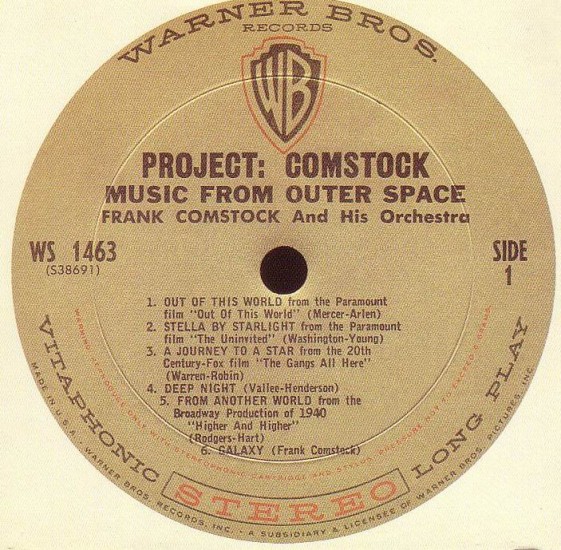 WARNER BROS.
RECORDS
WB
PROJECT: COMSTOCK
MUSIC FROM OUTER SPACE
FRANK COMSTOCK And His Orchestra
WS 1463
(S38691)
SIDE
1
1. OUT OF THIS WORLD from the Paramount
film "Out Of This World" (Mercer-Arlen)
2. STELLA BY STARLIGHT from the Paramount
film "The Uninvited" (Washington-Young)
3. A JOURNEY TO A STAR from the 20th
Century-Fox film "The Gangs All Here"
(Warren-Robin)
4. DEEP NIGHT (Vallee-Henderson)
5. FROM ANOTHER WORLD from the
Broadway Production of 1940
"Higher And Higher"
(Rodgers-Hart)
6. GALAXY (Frank Comstock)
VITAPHONIC STEREO LONG PLAY
MADE IN U.S.A. • WARNER BROS. RECORDS, INC. • A SUBSIDIARY & LICENSEE OF WARNER BROS. PICTURES, INC.